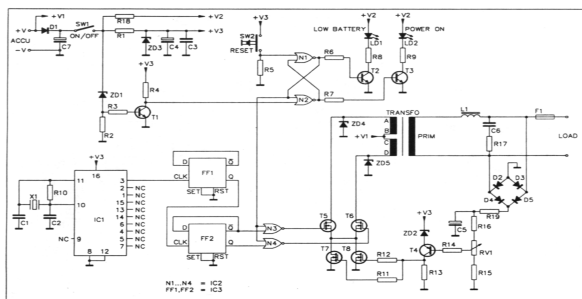 +V +V1 R18 +V2
D1 SW1
ACCU ON/OFF R1 +V3
-V C7 ZD3 C4 C3
+V3
SW2
RESET
R5
LOW BATTERY POWER ON
+V2 +V2
LD1 LD2
R8 R9
N1 R6 T2 T3
N2 R7
+V3
R4
ZD1
R3 T1
R2
TRANSFO
ZD4 A B +V1 C D PRIM
ZD5
L1 F1
C6
R17 LOAD
D2 D3
D4 D5
R19
C5 R16
+V3
ZD2
T4 R14 RV1
R13 R15
+V3
16
11 3
2 NC
1 NC
15 NC
13 NC
14 NC
6 NC
4 NC
5 NC
7 NC
R10
X1 10 IC1
C1 C2
NC 9
8 12
D Q
FF1
CLK Q
SET RST
D Q
FF2
CLK Q
SET RST
N3
N4
T5 T6
T7 T8
R12
R11
N1...N4 = IC2
FF1,FF2 = IC3